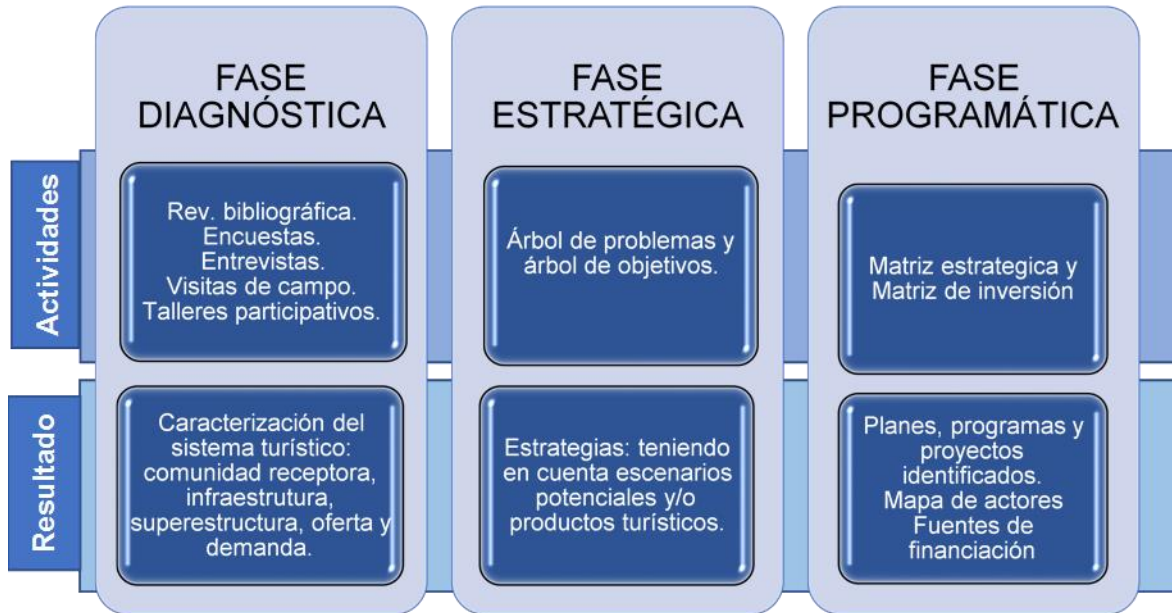 FASE
DIAGNÓSTICA
FASE
ESTRATÉGICA
FASE
PROGRAMÁTICA
Actividades
Rev. bibliográfica.
Encuestas.
Entrevistas.
Visitas de campo.
Talleres participativos.
Árbol de problemas y
árbol de objetivos.
Matriz estrategica y
Matriz de inversión
Resultado
Caracterización del
sistema turístico:
comunidad receptora,
infraestrutura,
superestructura, oferta y
demanda.
Estrategias: teniendo
en cuenta escenarios
potenciales y/o
productos turísticos.
Planes, programas y
proyectos
identificados.
Mapa de actores
Fuentes de
financiación